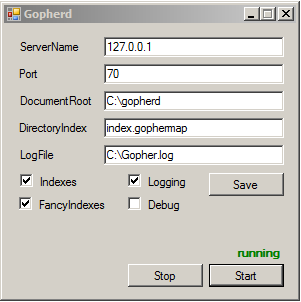 Gopherd
ServerName 127.0.0.1
Port 70
DocumentRoot C:\gopherd
DirectoryIndex index.gophermap
LogFile C:\Gopher.log
Indexes Logging Save
FancyIndexes Debug
running
Stop Start